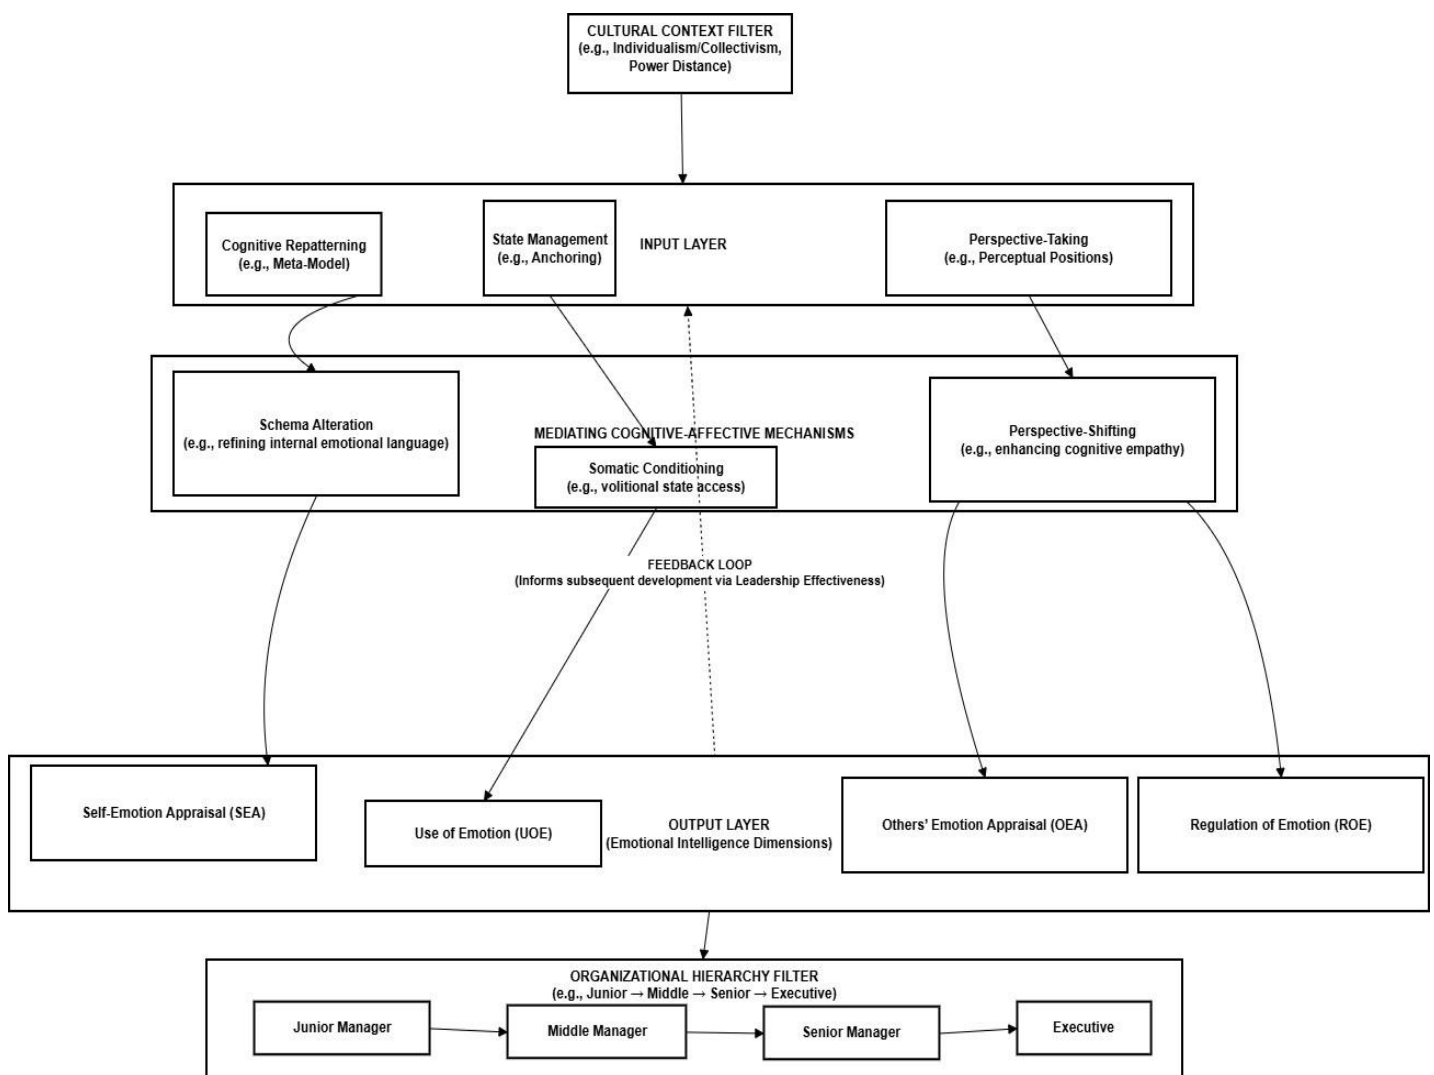 CULTURAL CONTEXT FILTER
(e.g., Individualism/Collectivism,
Power Distance)
Cognitive Repatterning
(e.g., Meta-Model)
State Management
(e.g., Anchoring)
INPUT LAYER
Perspective-Taking
(e.g., Perceptual Positions)
Schema Alteration
(e.g., refining internal emotional language)
MEDIATING COGNITIVE-AFFECTIVE MECHANISMS
Somatic Conditioning
(e.g., volitional state access)
Perspective-Shifting
(e.g., enhancing cognitive empathy)
FEEDBACK LOOP
(Informs subsequent development via Leadership Effectiveness)
Self-Emotion Appraisal (SEA)
Use of Emotion (UOE)
OUTPUT LAYER
(Emotional Intelligence Dimensions)
Others’ Emotion Appraisal (OEA)
Regulation of Emotion (ROE)
ORGANIZATIONAL HIERARCHY FILTER
(e.g., Junior → Middle → Senior → Executive)
Junior Manager
Middle Manager
Senior Manager
Executive